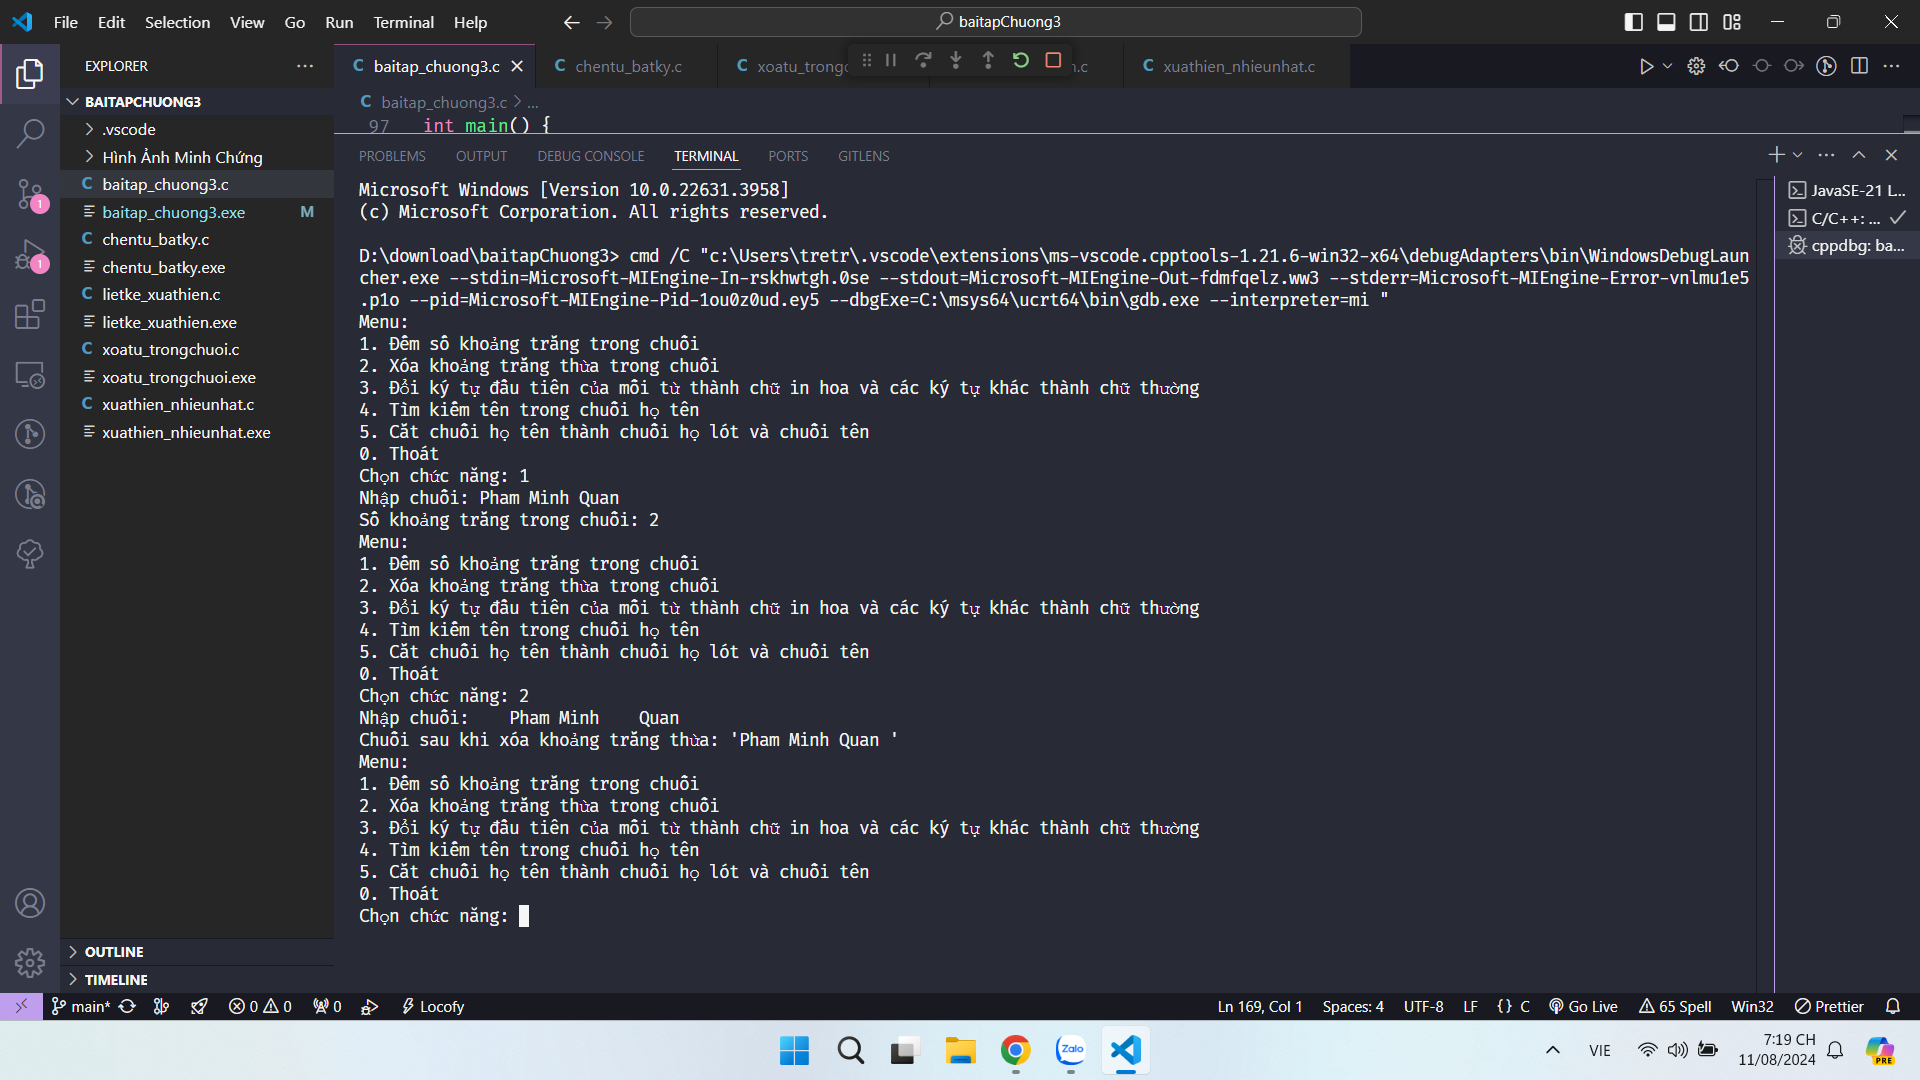 File Edit Selection View Go Run Terminal Help
baitapChuong3
EXPLORER
baitap_chuong3.c
chentu_batky.c
xoatu_trong
n.c
xuathien_nhieunhat.c
BAITAPCHUONG3
.vscode
Hình Ảnh Minh Chứng
baitap_chuong3.c
baitap_chuong3.exe M
chentu_batky.c
chentu_batky.exe
lietke_xuathien.c
lietke_xuathien.exe
xoatu_trongchuoi.c
xoatu_trongchuoi.exe
xuathien_nhieunhat.c
xuathien_nhieunhat.exe
OUTLINE
TIMELINE
1
1
baitap_chuong3.c > ...
97 int main() {
PROBLEMS OUTPUT DEBUG CONSOLE TERMINAL PORTS GITLENS
Microsoft Windows [Version 10.0.22631.3958]
(c) Microsoft Corporation. All rights reserved.
D:\download\baitapChuong3> cmd /C "c:\Users\tretr\.vscode\extensions\ms-vscode.cpptools-1.21.6-win32-x64\debugAdapters\bin\WindowsDebugLaun
cher.exe --stdin=Microsoft-MIEngine-In-rskhwtgh.0se --stdout=Microsoft-MIEngine-Out-fdmfqelz.ww3 --stderr=Microsoft-MIEngine-Error-vnlmu1e5
.p1o --pid=Microsoft-MIEngine-Pid-1ou0z0ud.ey5 --dbgExe=C:\msys64\ucrt64\bin\gdb.exe --interpreter=mi "
Menu:
1. Đếm số khoảng trắng trong chuỗi
2. Xóa khoảng trắng thừa trong chuỗi
3. Đổi ký tự đầu tiên của mỗi từ thành chữ in hoa và các ký tự khác thành chữ thường
4. Tìm kiếm tên trong chuỗi họ tên
5. Cắt chuỗi họ tên thành chuỗi họ lót và chuỗi tên
0. Thoát
Chọn chức năng: 1
Nhập chuỗi: Pham Minh Quan
Số khoảng trắng trong chuỗi: 2
Menu:
1. Đếm số khoảng trắng trong chuỗi
2. Xóa khoảng trắng thừa trong chuỗi
3. Đổi ký tự đầu tiên của mỗi từ thành chữ in hoa và các ký tự khác thành chữ thường
4. Tìm kiếm tên trong chuỗi họ tên
5. Cắt chuỗi họ tên thành chuỗi họ lót và chuỗi tên
0. Thoát
Chọn chức năng: 2
Nhập chuỗi:    Pham Minh    Quan
Chuỗi sau khi xóa khoảng trắng thừa: 'Pham Minh Quan '
Menu:
1. Đếm số khoảng trắng trong chuỗi
2. Xóa khoảng trắng thừa trong chuỗi
3. Đổi ký tự đầu tiên của mỗi từ thành chữ in hoa và các ký tự khác thành chữ thường
4. Tìm kiếm tên trong chuỗi họ tên
5. Cắt chuỗi họ tên thành chuỗi họ lót và chuỗi tên
0. Thoát
Chọn chức năng:
JavaSE-21 L...
C/C++: ...
cppdbg: ba...
main* 0 0 0 Locofy Ln 169, Col 1 Spaces: 4 UTF-8 LF {} C Go Live 65 Spell Win32 Prettier
Zalo
VIE
7:19 CH
11/08/2024
PRE